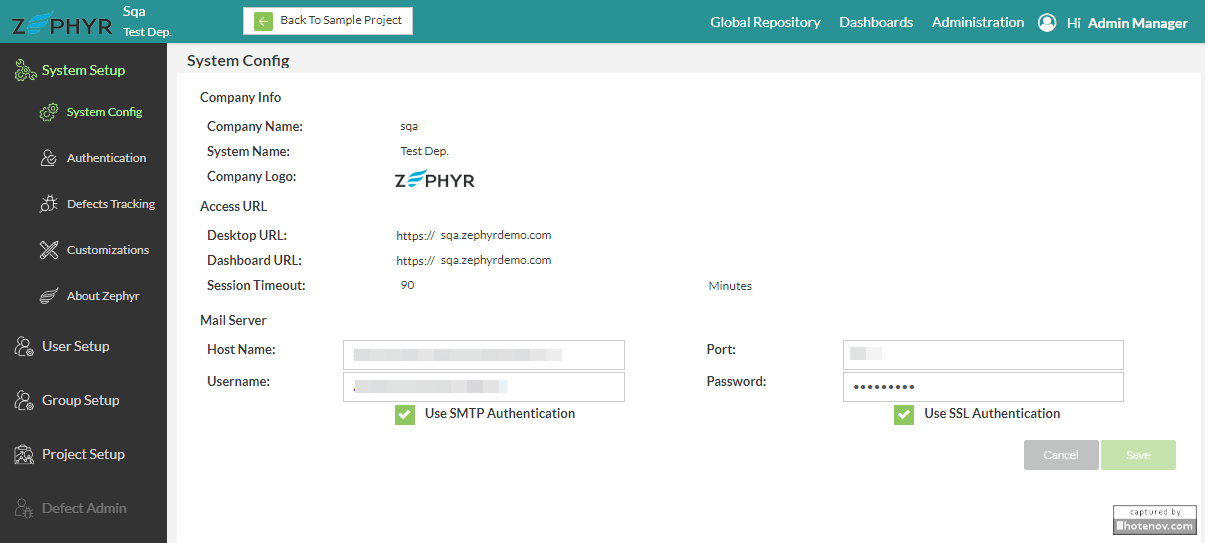 ZEPHYR
Sqa
Test Dep.
Back To Sample Project
Global Repository
Dashboards
Administration
Hi Admin Manager
System Setup
System Config
Authentication
Defects Tracking
Customizations
About Zephyr
User Setup
Group Setup
Project Setup
Defect Admin
System Config
Company Info
Company Name: sqa
System Name: Test Dep.
Company Logo: ZEPHYR
Access URL
Desktop URL: https:// sqa.zephyrdemo.com
Dashboard URL: https:// sqa.zephyrdemo.com
Session Timeout: 90 Minutes
Mail Server
Host Name: Port:
Username: Password: •••••••••
Use SMTP Authentication Use SSL Authentication
Cancel Save
captured by
hotenov.com